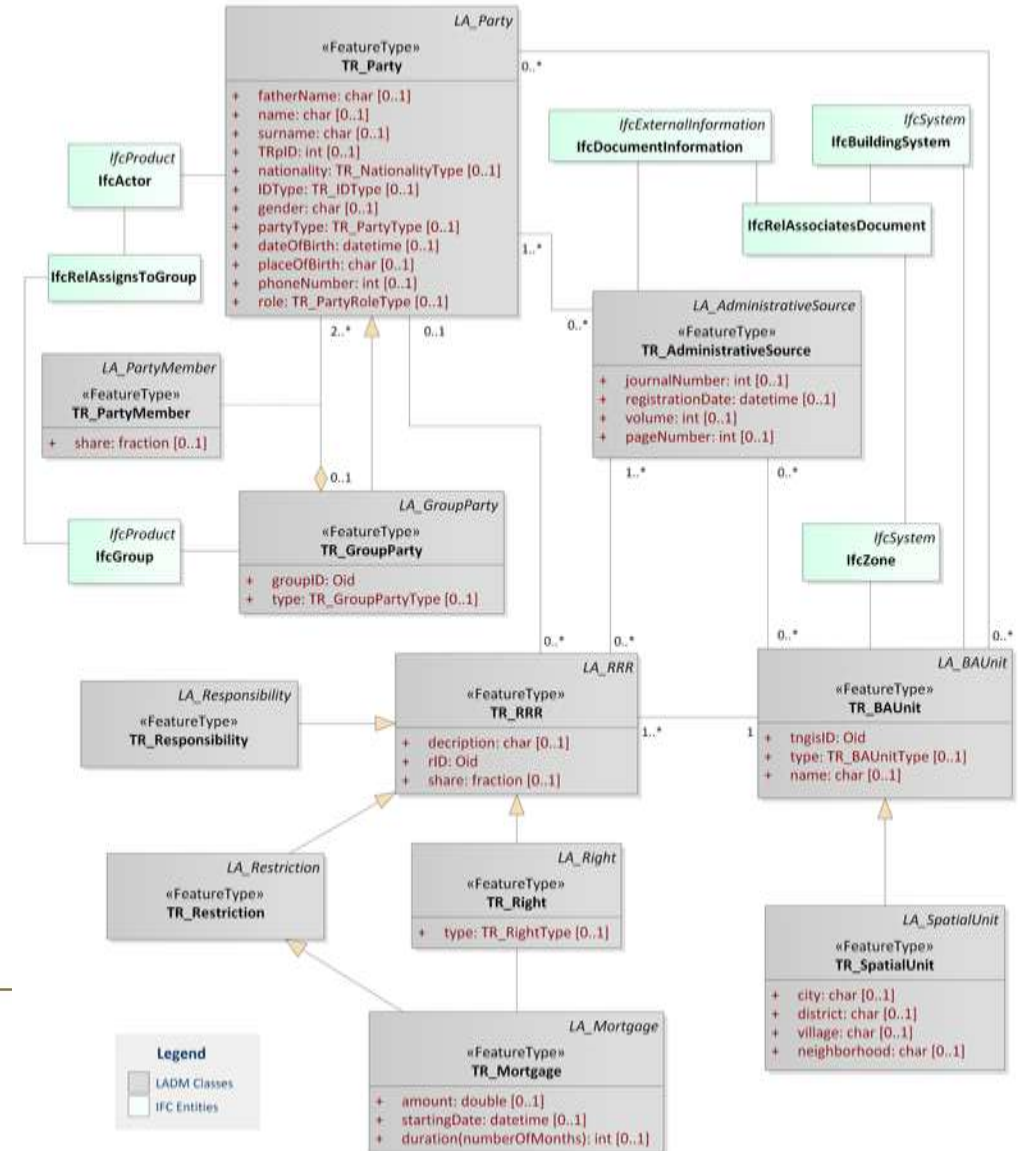 LA_Party
«FeatureType»
TR_Party
+ fatherName: char [0..1]
+ name: char [0..1]
+ surname: char [0..1]
+ TRpID: int [0..1]
+ nationality: TR_NationalityType [0..1]
+ IDType: TR_IDType [0..1]
+ gender: char [0..1]
+ partyType: TR_PartyType [0..1]
+ dateOfBirth: datetime [0..1]
+ placeOfBirth: char [0..1]
+ phoneNumber: int [0..1]
+ role: TR_PartyRoleType [0..1]
0..*
1..*
2..*
0..1
IfcProduct
IfcActor
IfcRelAssignsToGroup
IfcExternalInformation
IfcDocumentInformation
IfcSystem
IfcBuildingSystem
IfcRelAssociatesDocument
0..*
LA_AdministrativeSource
«FeatureType»
TR_AdministrativeSource
+ journalNumber: int [0..1]
+ registrationDate: datetime [0..1]
+ volume: int [0..1]
+ pageNumber: int [0..1]
1..*
0..*
LA_PartyMember
«FeatureType»
TR_PartyMember
+ share: fraction [0..1]
0..1
LA_GroupParty
«FeatureType»
TR_GroupParty
+ groupID: Oid
+ type: TR_GroupPartyType [0..1]
IfcProduct
IfcGroup
IfcSystem
IfcZone
0..*
0..*
0..*
0..*
LA_RRR
«FeatureType»
TR_RRR
+ decription: char [0..1]
+ rID: Oid
+ share: fraction [0..1]
1..*
1
LA_BAUnit
«FeatureType»
TR_BAUnit
+ tngisID: Oid
+ type: TR_BAUnitType [0..1]
+ name: char [0..1]
LA_Responsibility
«FeatureType»
TR_Responsibility
LA_Restriction
«FeatureType»
TR_Restriction
LA_Right
«FeatureType»
TR_Right
+ type: TR_RightType [0..1]
LA_SpatialUnit
«FeatureType»
TR_SpatialUnit
+ city: char [0..1]
+ district: char [0..1]
+ village: char [0..1]
+ neighborhood: char [0..1]
LA_Mortgage
«FeatureType»
TR_Mortgage
+ amount: double [0..1]
+ startingDate: datetime [0..1]
+ duration(numberOfMonths): int [0..1]
Legend
LADM Classes
IFC Entities